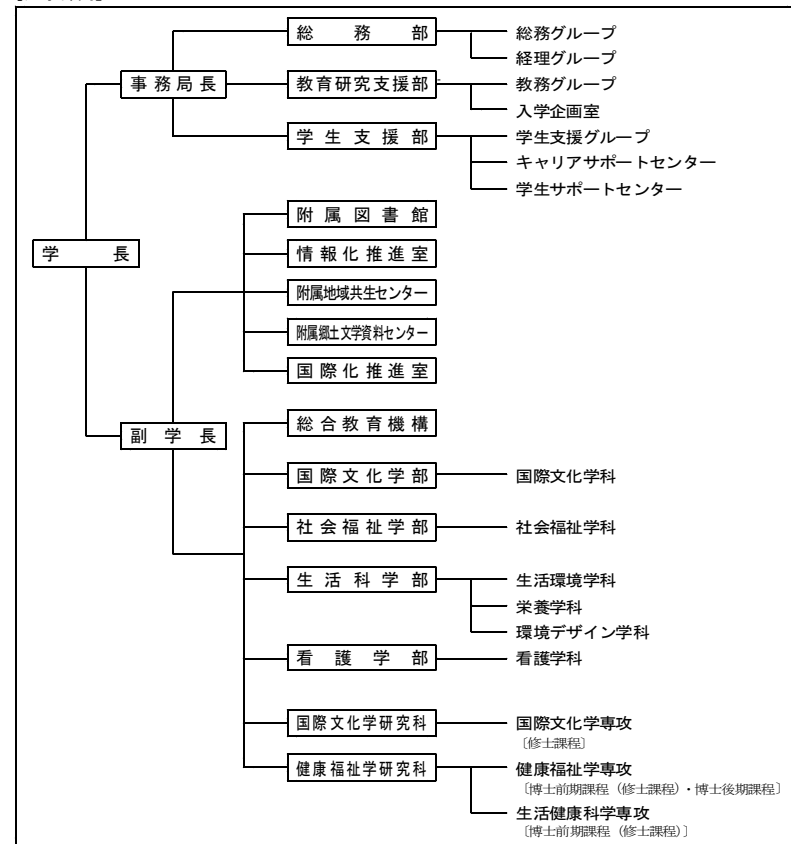 総務部
総務グループ
経理グループ
事務局長
教育研究支援部
教務グループ
入学企画室
学生支援部
学生支援グループ
キャリアサポートセンター
学生サポートセンター
附属図書館
学長
情報化推進室
附属地域共生センター
附属郷土文学資料センター
国際化推進室
副学長
総合教育機構
国際文化学部
国際文化学科
社会福祉学部
社会福祉学科
生活科学部
生活環境学科
栄養学科
環境デザイン学科
看護学部
看護学科
国際文化学研究科
国際文化学専攻
〔修士課程〕
健康福祉学研究科
健康福祉学専攻
〔博士前期課程（修士課程）・博士後期課程〕
生活健康科学専攻
〔博士前期課程（修士課程）〕